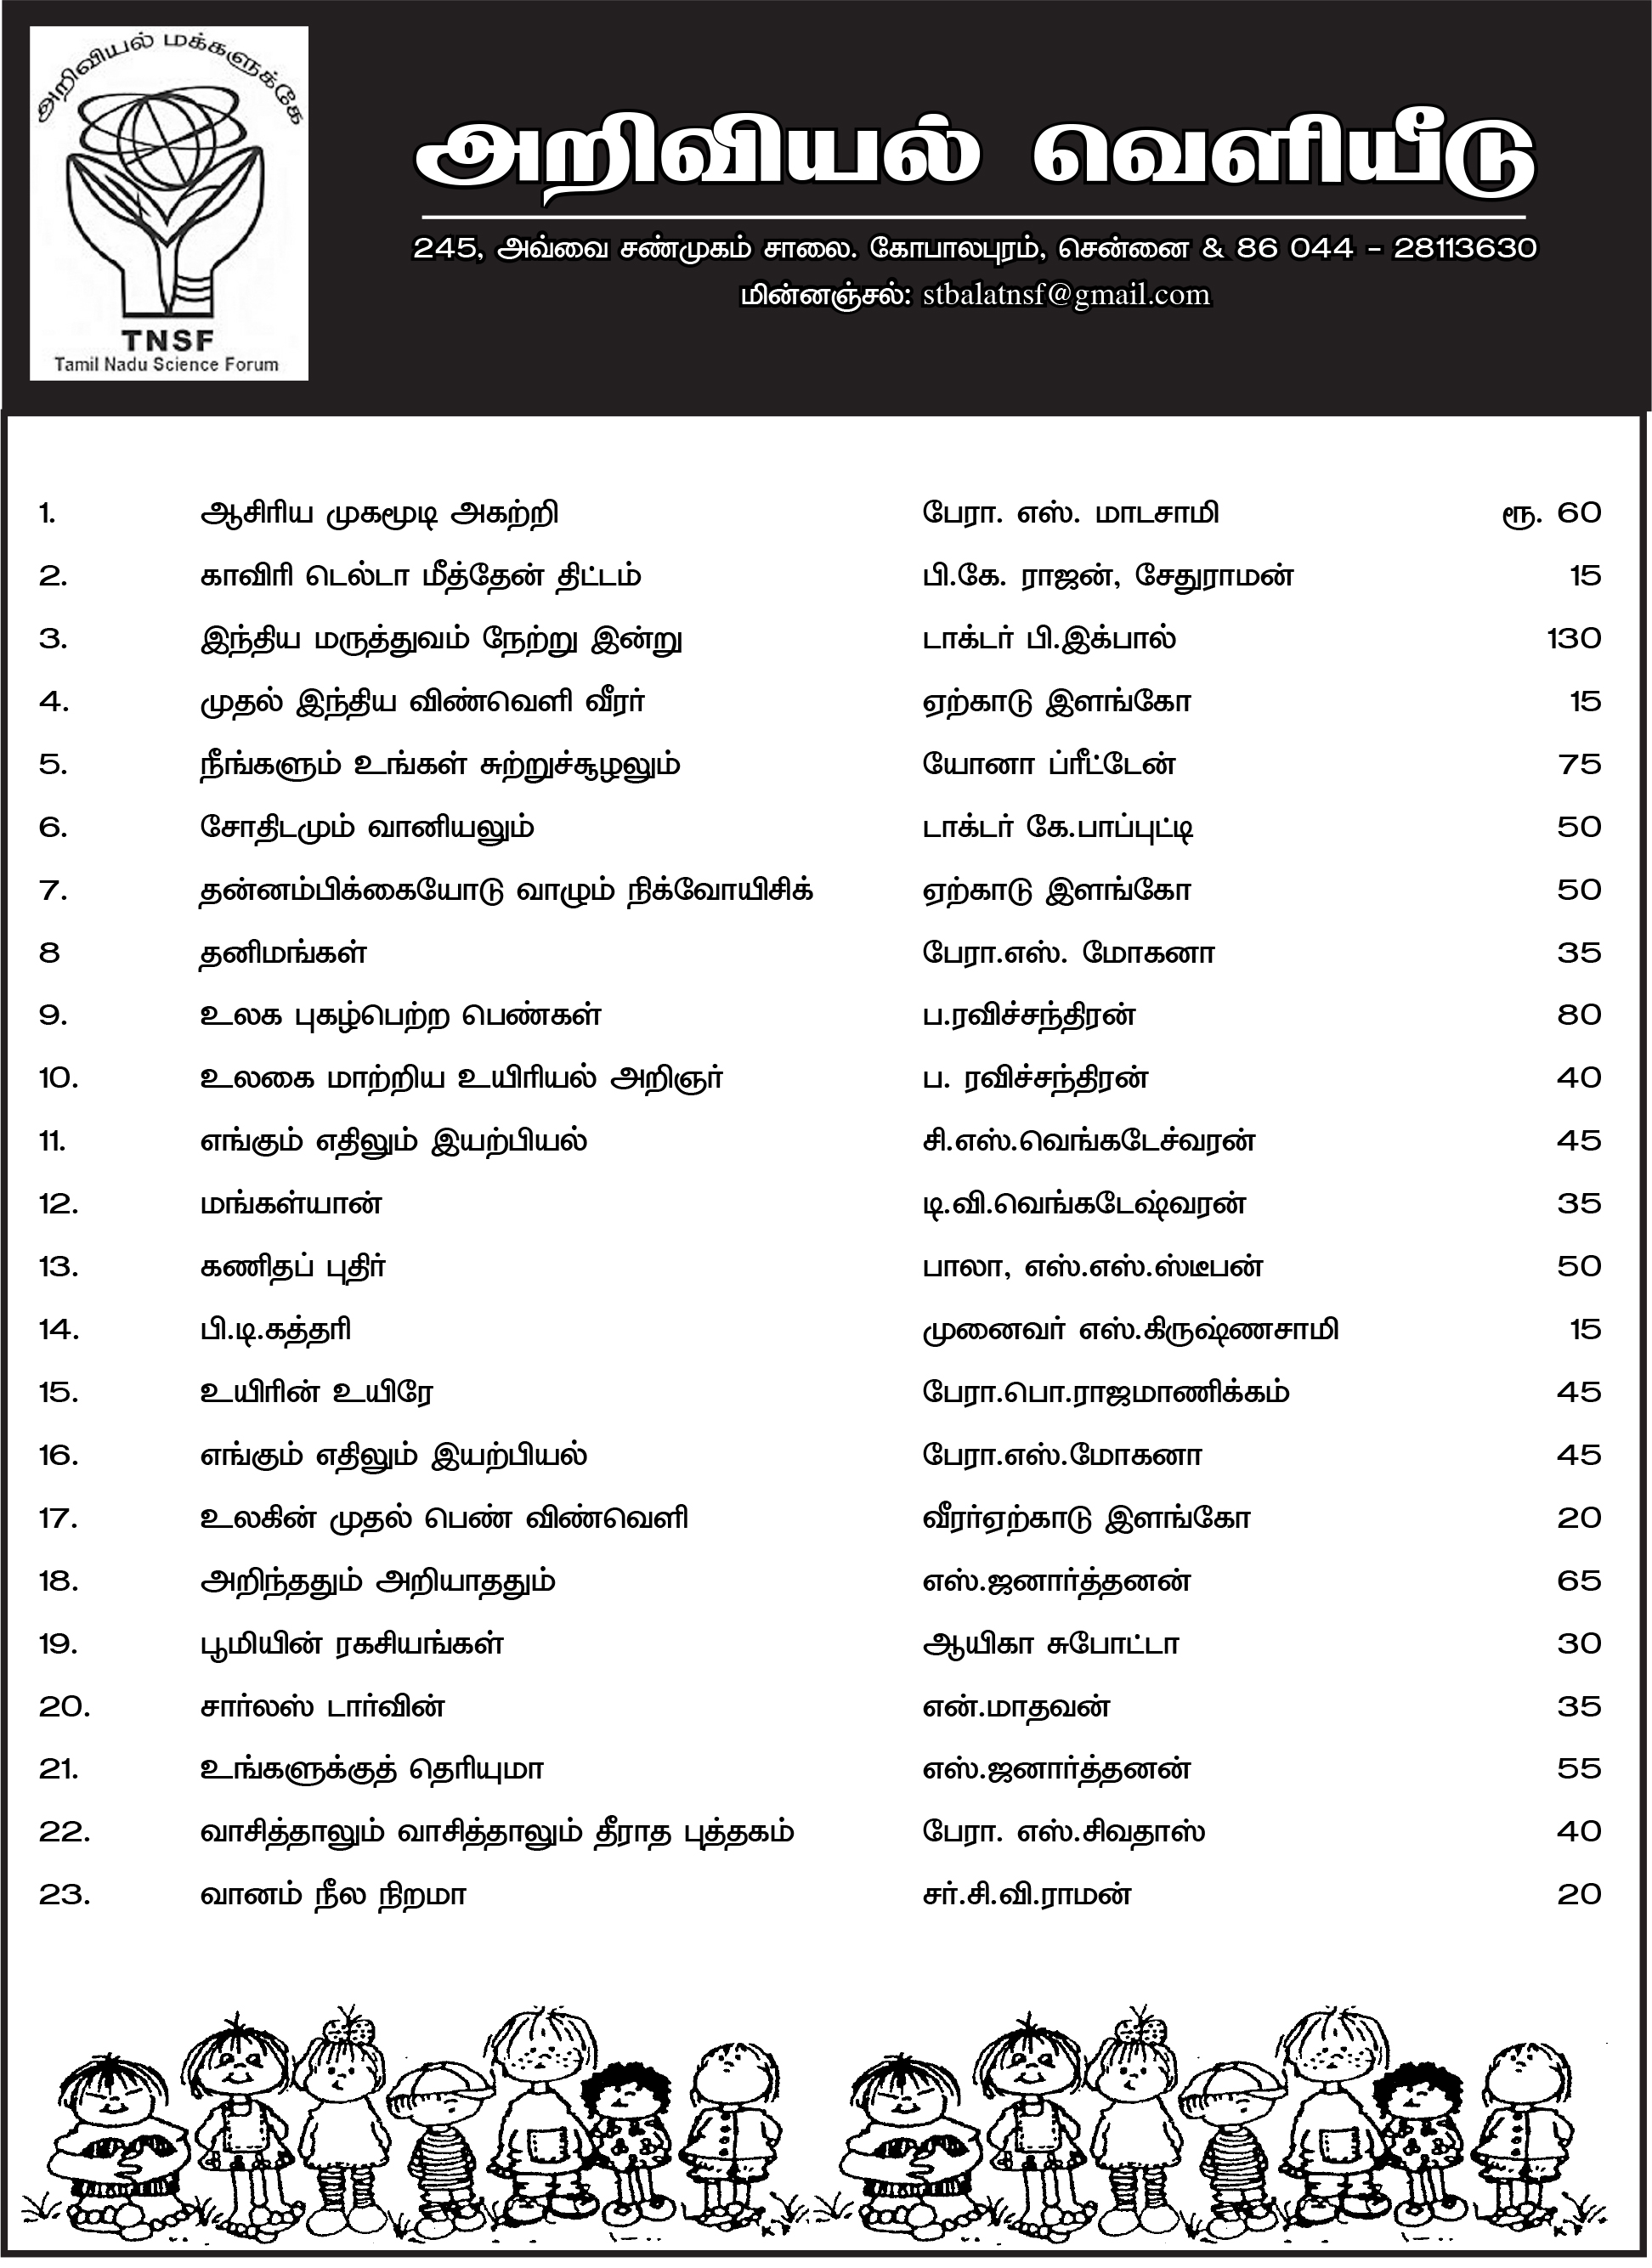 அறிவியல் மக்களுக்கே
TNSF
Tamil Nadu Science Forum
அறிவியல் வெளியீடு
245, அவ்வை சண்முகம் சாலை. கோபாலபுரம், சென்னை & 86 044 - 28113630
மின்னஞ்சல்: stbalatnsf@gmail.com
1. ஆசிரிய முகமூடி அகற்றி பேரா. எஸ். மாடசாமி ரூ. 60
2. காவிரி டெல்டா மீத்தேன் திட்டம் பி.கே. ராஜன், சேதுராமன் 15
3. இந்திய மருத்துவம் நேற்று இன்று டாக்டர் பி.இக்பால் 130
4. முதல் இந்திய விண்வெளி வீரர் ஏற்காடு இளங்கோ 15
5. நீங்களும் உங்கள் சுற்றுச்சூழலும் யோனா ப்ரீட்டேன் 75
6. சோதிடமும் வானியலும் டாக்டர் கே.பாப்புட்டி 50
7. தன்னம்பிக்கையோடு வாழும் நிக்வோயிசிக் ஏற்காடு இளங்கோ 50
8 தனிமங்கள் பேரா.எஸ். மோகனா 35
9. உலக புகழ்பெற்ற பெண்கள் ப.ரவிச்சந்திரன் 80
10. உலகை மாற்றிய உயிரியல் அறிஞர் ப. ரவிச்சந்திரன் 40
11. எங்கும் எதிலும் இயற்பியல் சி.எஸ்.வெங்கடேச்வரன் 45
12. மங்கள்யான் டி.வி.வெங்கடேஷ்வரன் 35
13. கணிதப் புதிர் பாலா, எஸ்.எஸ்.ஸ்டீபன் 50
14. பி.டி.கத்தரி முனைவர் எஸ்.கிருஷ்ணசாமி 15
15. உயிரின் உயிரே பேரா.பொ.ராஜமாணிக்கம் 45
16. எங்கும் எதிலும் இயற்பியல் பேரா.எஸ்.மோகனா 45
17. உலகின் முதல் பெண் விண்வெளி வீரர்ஏற்காடு இளங்கோ 20
18. அறிந்ததும் அறியாததும் எஸ்.ஜனார்த்தனன் 65
19. பூமியின் ரகசியங்கள் ஆயிகா சுபோட்டா 30
20. சார்லஸ் டார்வின் என்.மாதவன் 35
21. உங்களுக்குத் தெரியுமா எஸ்.ஜனார்த்தனன் 55
22. வாசித்தாலும் வாசித்தாலும் தீராத புத்தகம் பேரா. எஸ்.சிவதாஸ் 40
23. வானம் நீல நிறமா சர்.சி.வி.ராமன் 20